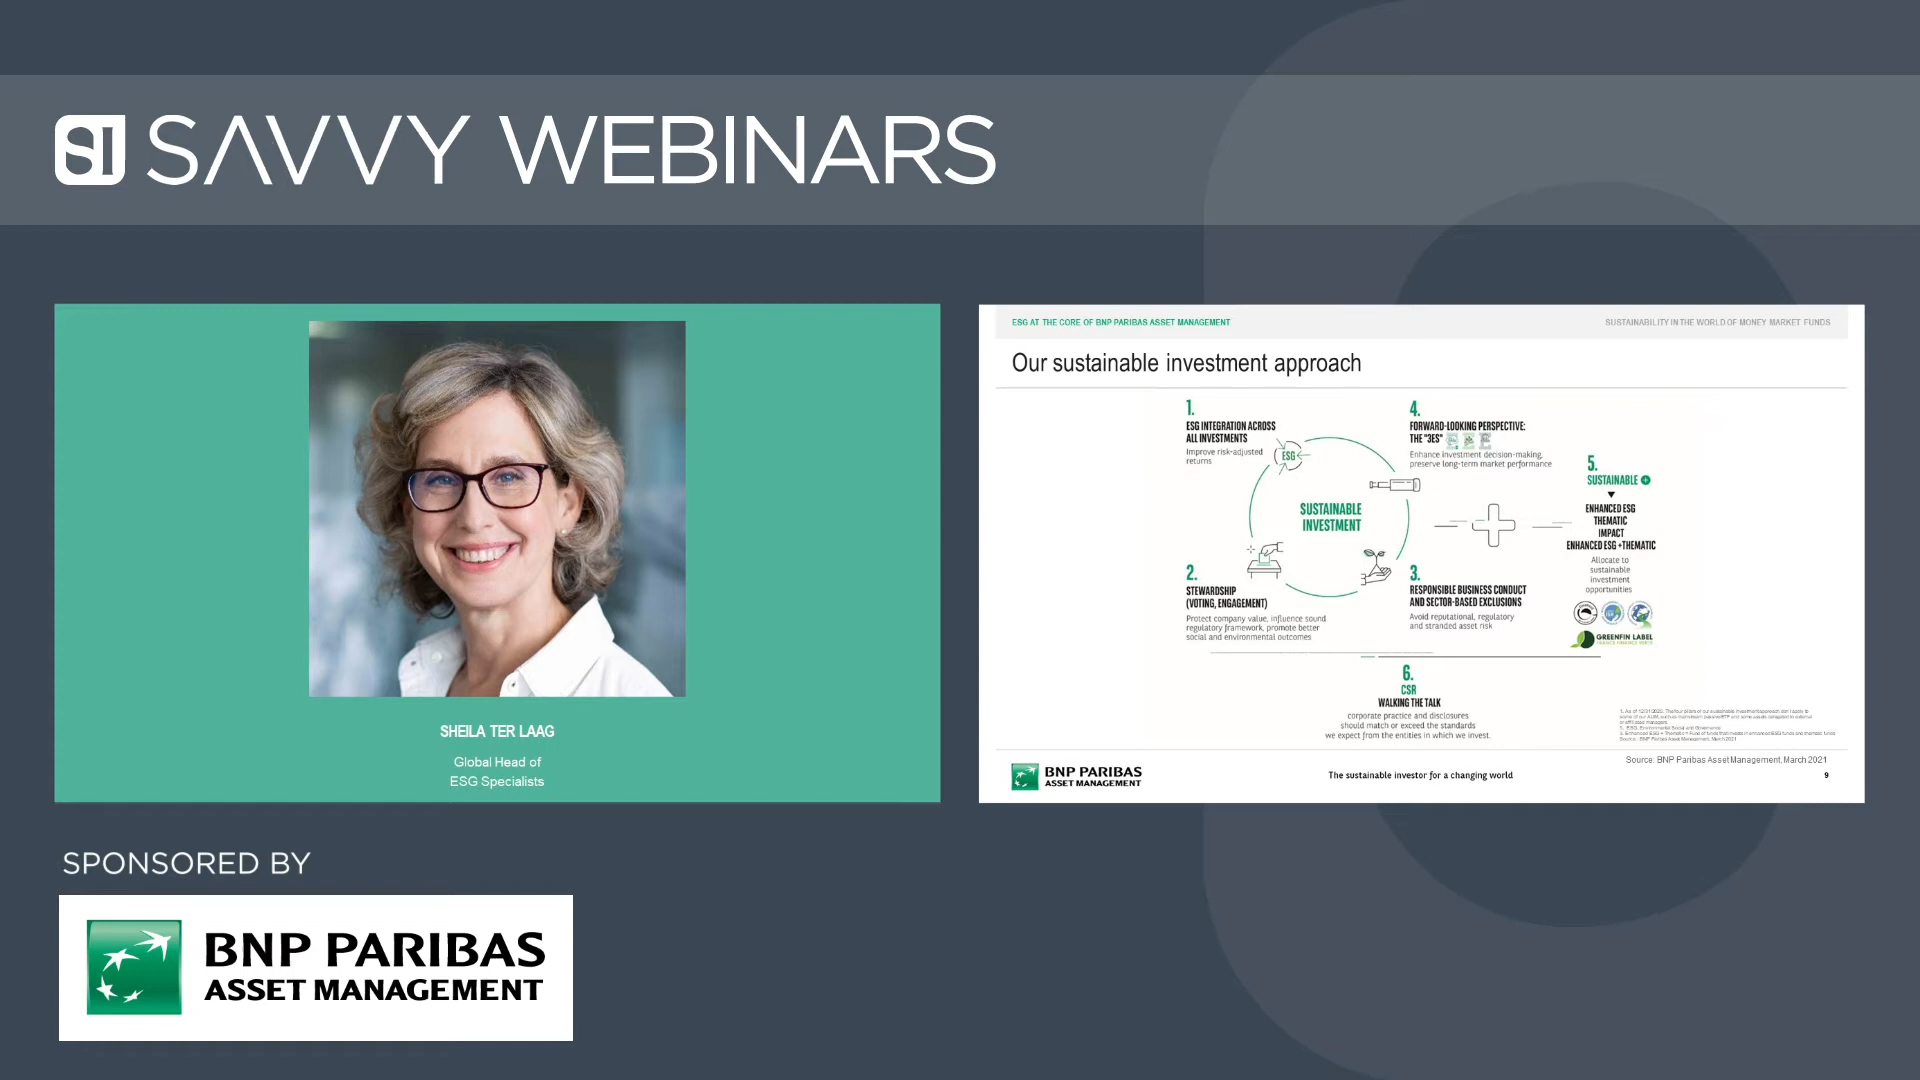 SI SAVVY WEBINARS
SHEILA TER LAAG
Global Head of
ESG Specialists
ESG AT THE CORE OF BNP PARIBAS ASSET MANAGEMENT
SUSTAINABILITY IN THE WORLD OF MONEY MARKET FUNDS
Our sustainable investment approach
1.
ESG INTEGRATION ACROSS
ALL INVESTMENTS
Improve risk-adjusted
returns
ESG
4.
FORWARD-LOOKING PERSPECTIVE:
THE "3ES"
Enhance investment decision-making,
preserve long-term market performance
SUSTAINABLE
INVESTMENT
5.
SUSTAINABLE +
ENHANCED ESG
THEMATIC
IMPACT
ENHANCED ESG +THEMATIC
Allocate to
sustainable
investment
opportunities
GREENFIN LABEL
2.
STEWARDSHIP
(VOTING, ENGAGEMENT)
Protect company value, influence sound
regulatory framework, promote better
social and environmental outcomes
3.
RESPONSIBLE BUSINESS CONDUCT
AND SECTOR-BASED EXCLUSIONS
Avoid reputational, regulatory
and stranded asset risk
6.
CSR
WALKING THE TALK
corporate practice and disclosures
should match or exceed the standards
we expect from the entities in which we invest.
Source: BNP Paribas Asset Management, March 2021
BNP PARIBAS
ASSET MANAGEMENT
The sustainable investor for a changing world
9
SPONSORED BY
BNP PARIBAS
ASSET MANAGEMENT